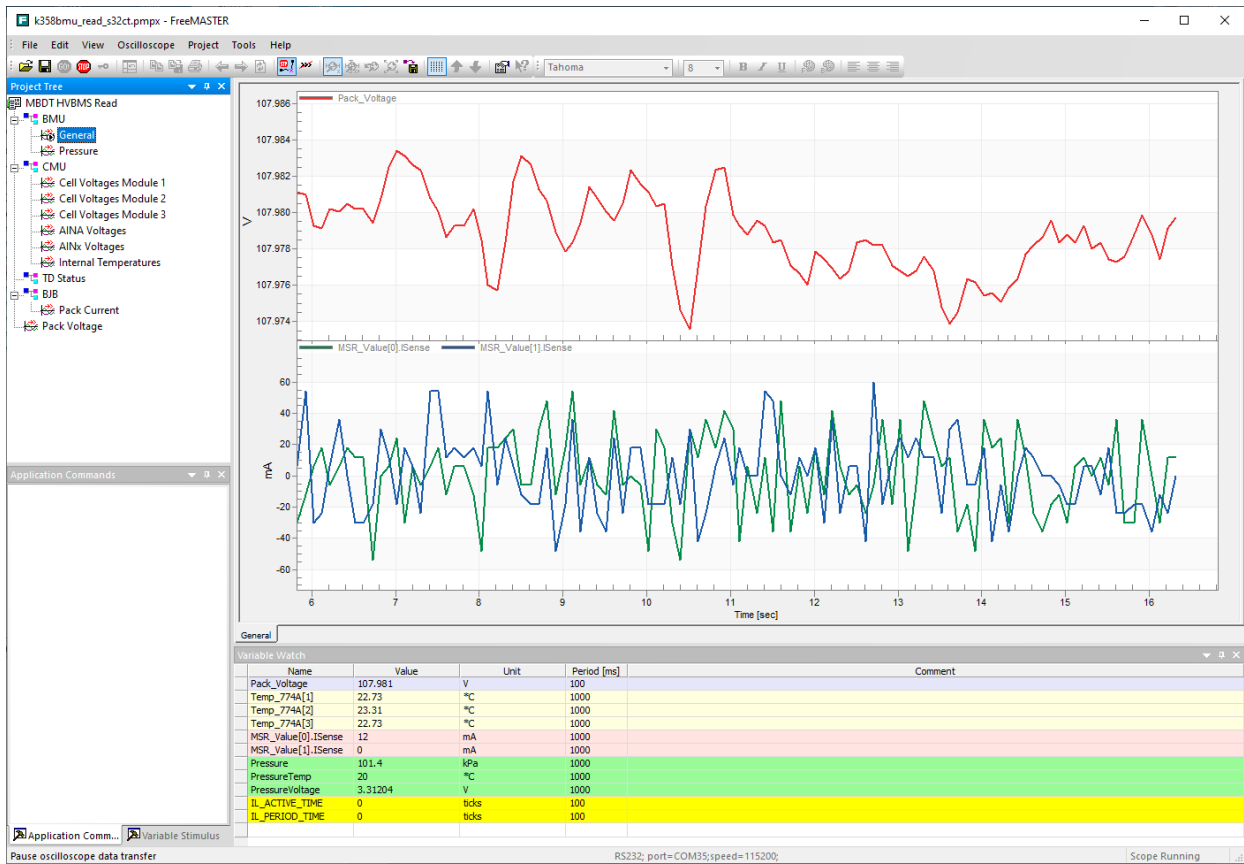 k358bmu_read_s32ct.pmpx - FreeMASTER
File Edit View Oscilloscope Project Tools Help
Tahoma 8 B I U
Project Tree
MBDT HVBMS Read
BMU
General
Pressure
CMU
Cell Voltages Module 1
Cell Voltages Module 2
Cell Voltages Module 3
AINA Voltages
AINx Voltages
Internal Temperatures
TD Status
BJB
Pack Current
Pack Voltage
Application Commands
Application Comm... Variable Stimulus
Pack_Voltage
107.986
107.984
107.982
107.980
107.978
107.976
107.974
V
MSR_Value[0].ISense MSR_Value[1].ISense
60
40
20
0
-20
-40
-60
mA
6 7 8 9 10 11 12 13 14 15 16
Time [sec]
General
Variable Watch
Name Value Unit Period [ms] Comment
Pack_Voltage 107.981 V 100
Temp_774A[1] 22.73 °C 1000
Temp_774A[2] 23.31 °C 1000
Temp_774A[3] 22.73 °C 1000
MSR_Value[0].ISense 12 mA 1000
MSR_Value[1].ISense 0 mA 1000
Pressure 101.4 kPa 1000
PressureTemp 20 °C 1000
PressureVoltage 3.31204 V 1000
IL_ACTIVE_TIME 0 ticks 100
IL_PERIOD_TIME 0 ticks 100
Pause oscilloscope data transfer RS232; port=COM35;speed=115200; Scope Running